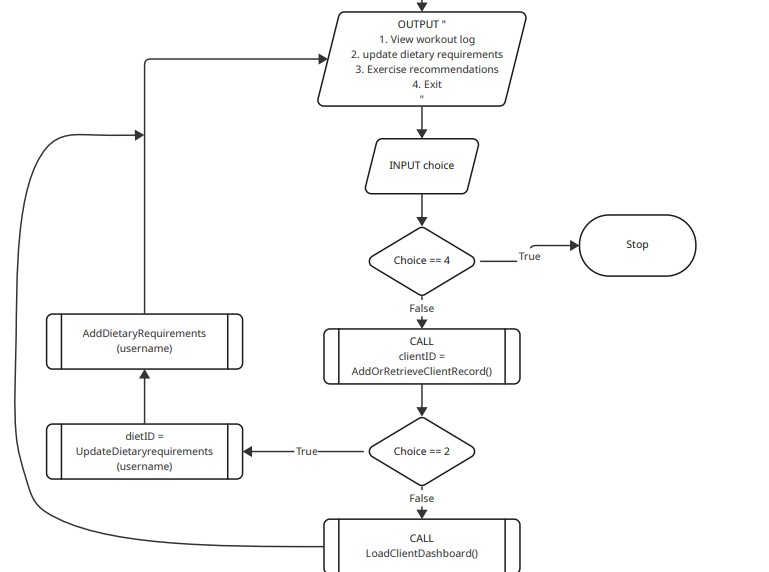 OUTPUT "
1. View workout log
2. update dietary requirements
3. Exercise recommendations
4. Exit
"
INPUT choice
Choice == 4
True
Stop
False
CALL
clientID =
AddOrRetrieveClientRecord()
AddDietaryRequirements
(username)
Choice == 2
True
dietID =
UpdateDietaryrequirements
(username)
False
CALL
LoadClientDashboard()